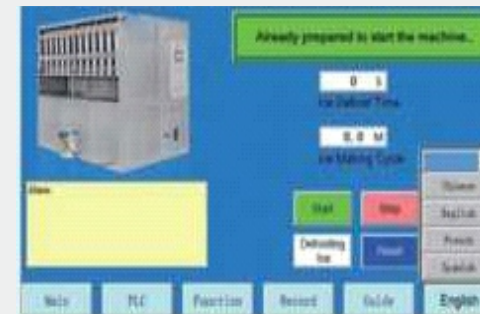 Already prepared to start the machine..
0 S
Ice Defrost Time
0.0 M
Ice Making Cycle
Alarm
Start
Stop
Defrosting
Ice
Reset
Chinese
English
French
Spanish
Main
PLC
Function
Record
Guide
English